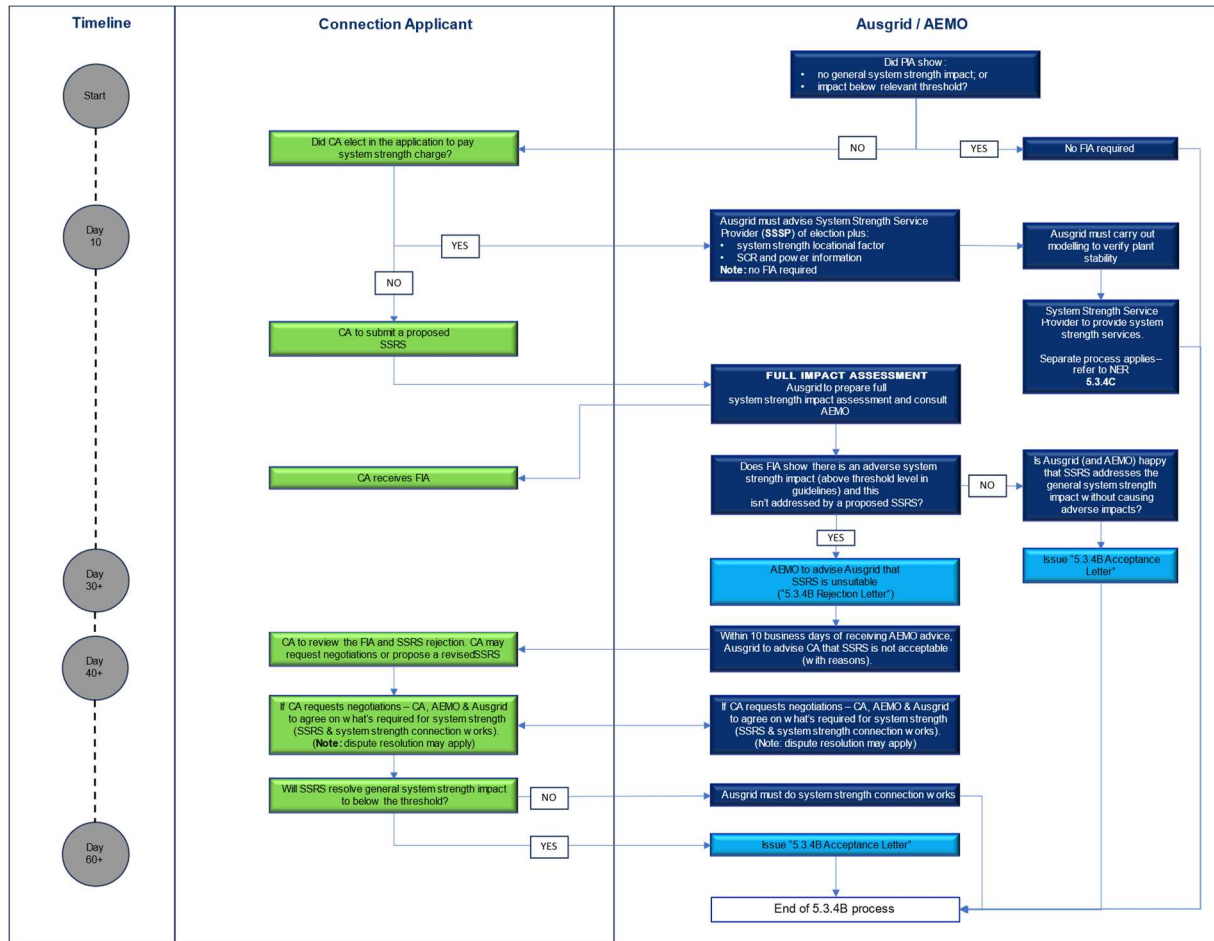 Timeline
Connection Applicant
Ausgrid / AEMO
Start
Did PIA show :
• no general system strength impact; or
• impact below relevant threshold?
Did CA elect in the application to pay
system strength charge?
NO
YES
No FIA required
Day
10
YES
Ausgrid must advise System Strength Service
Provider (SSSP) of election plus:
• system strength locational factor
• SCR and power information
Note: no FIA required
Ausgrid must carry out
modelling to verify plant
stability
NO
CA to submit a proposed
SSRS
System Strength Service
Provider to provide system
strength services.
Separate process applies–
refer to NER
5.3.4C
FULL IMPACT ASSESSMENT
Ausgrid to prepare full
system strength impact assessment and consult
AEMO
CA receives FIA
Does FIA show there is an adverse system
strength impact (above threshold level in
guidelines) and this
isn't addressed by a proposed SSRS?
NO
Is Ausgrid (and AEMO) happy
that SSRS addresses the
general system strength
impact without causing
adverse impacts?
YES
Day
30+
AEMO to advise Ausgrid that
SSRS is unsuitable
("5.3.4B Rejection Letter")
Issue "5.3.4B Acceptance
Letter"
Day
40+
CA to review the FIA and SSRS rejection. CA may
request negotiations or propose a revisedSSRS
Within 10 business days of receiving AEMO advice,
Ausgrid to advise CA that SSRS is not acceptable
(with reasons).
If CA requests negotiations – CA, AEMO & Ausgrid
to agree on what's required for system strength
(SSRS & system strength connection works).
(Note: dispute resolution may apply)
If CA requests negotiations – CA, AEMO & Ausgrid
to agree on what's required for system strength
(SSRS & system strength connection works).
(Note: dispute resolution may apply)
Will SSRS resolve general system strength impact
to below the threshold?
NO
Ausgrid must do system strength connection works
Day
60+
YES
Issue "5.3.4B Acceptance Letter"
End of 5.3.4B process